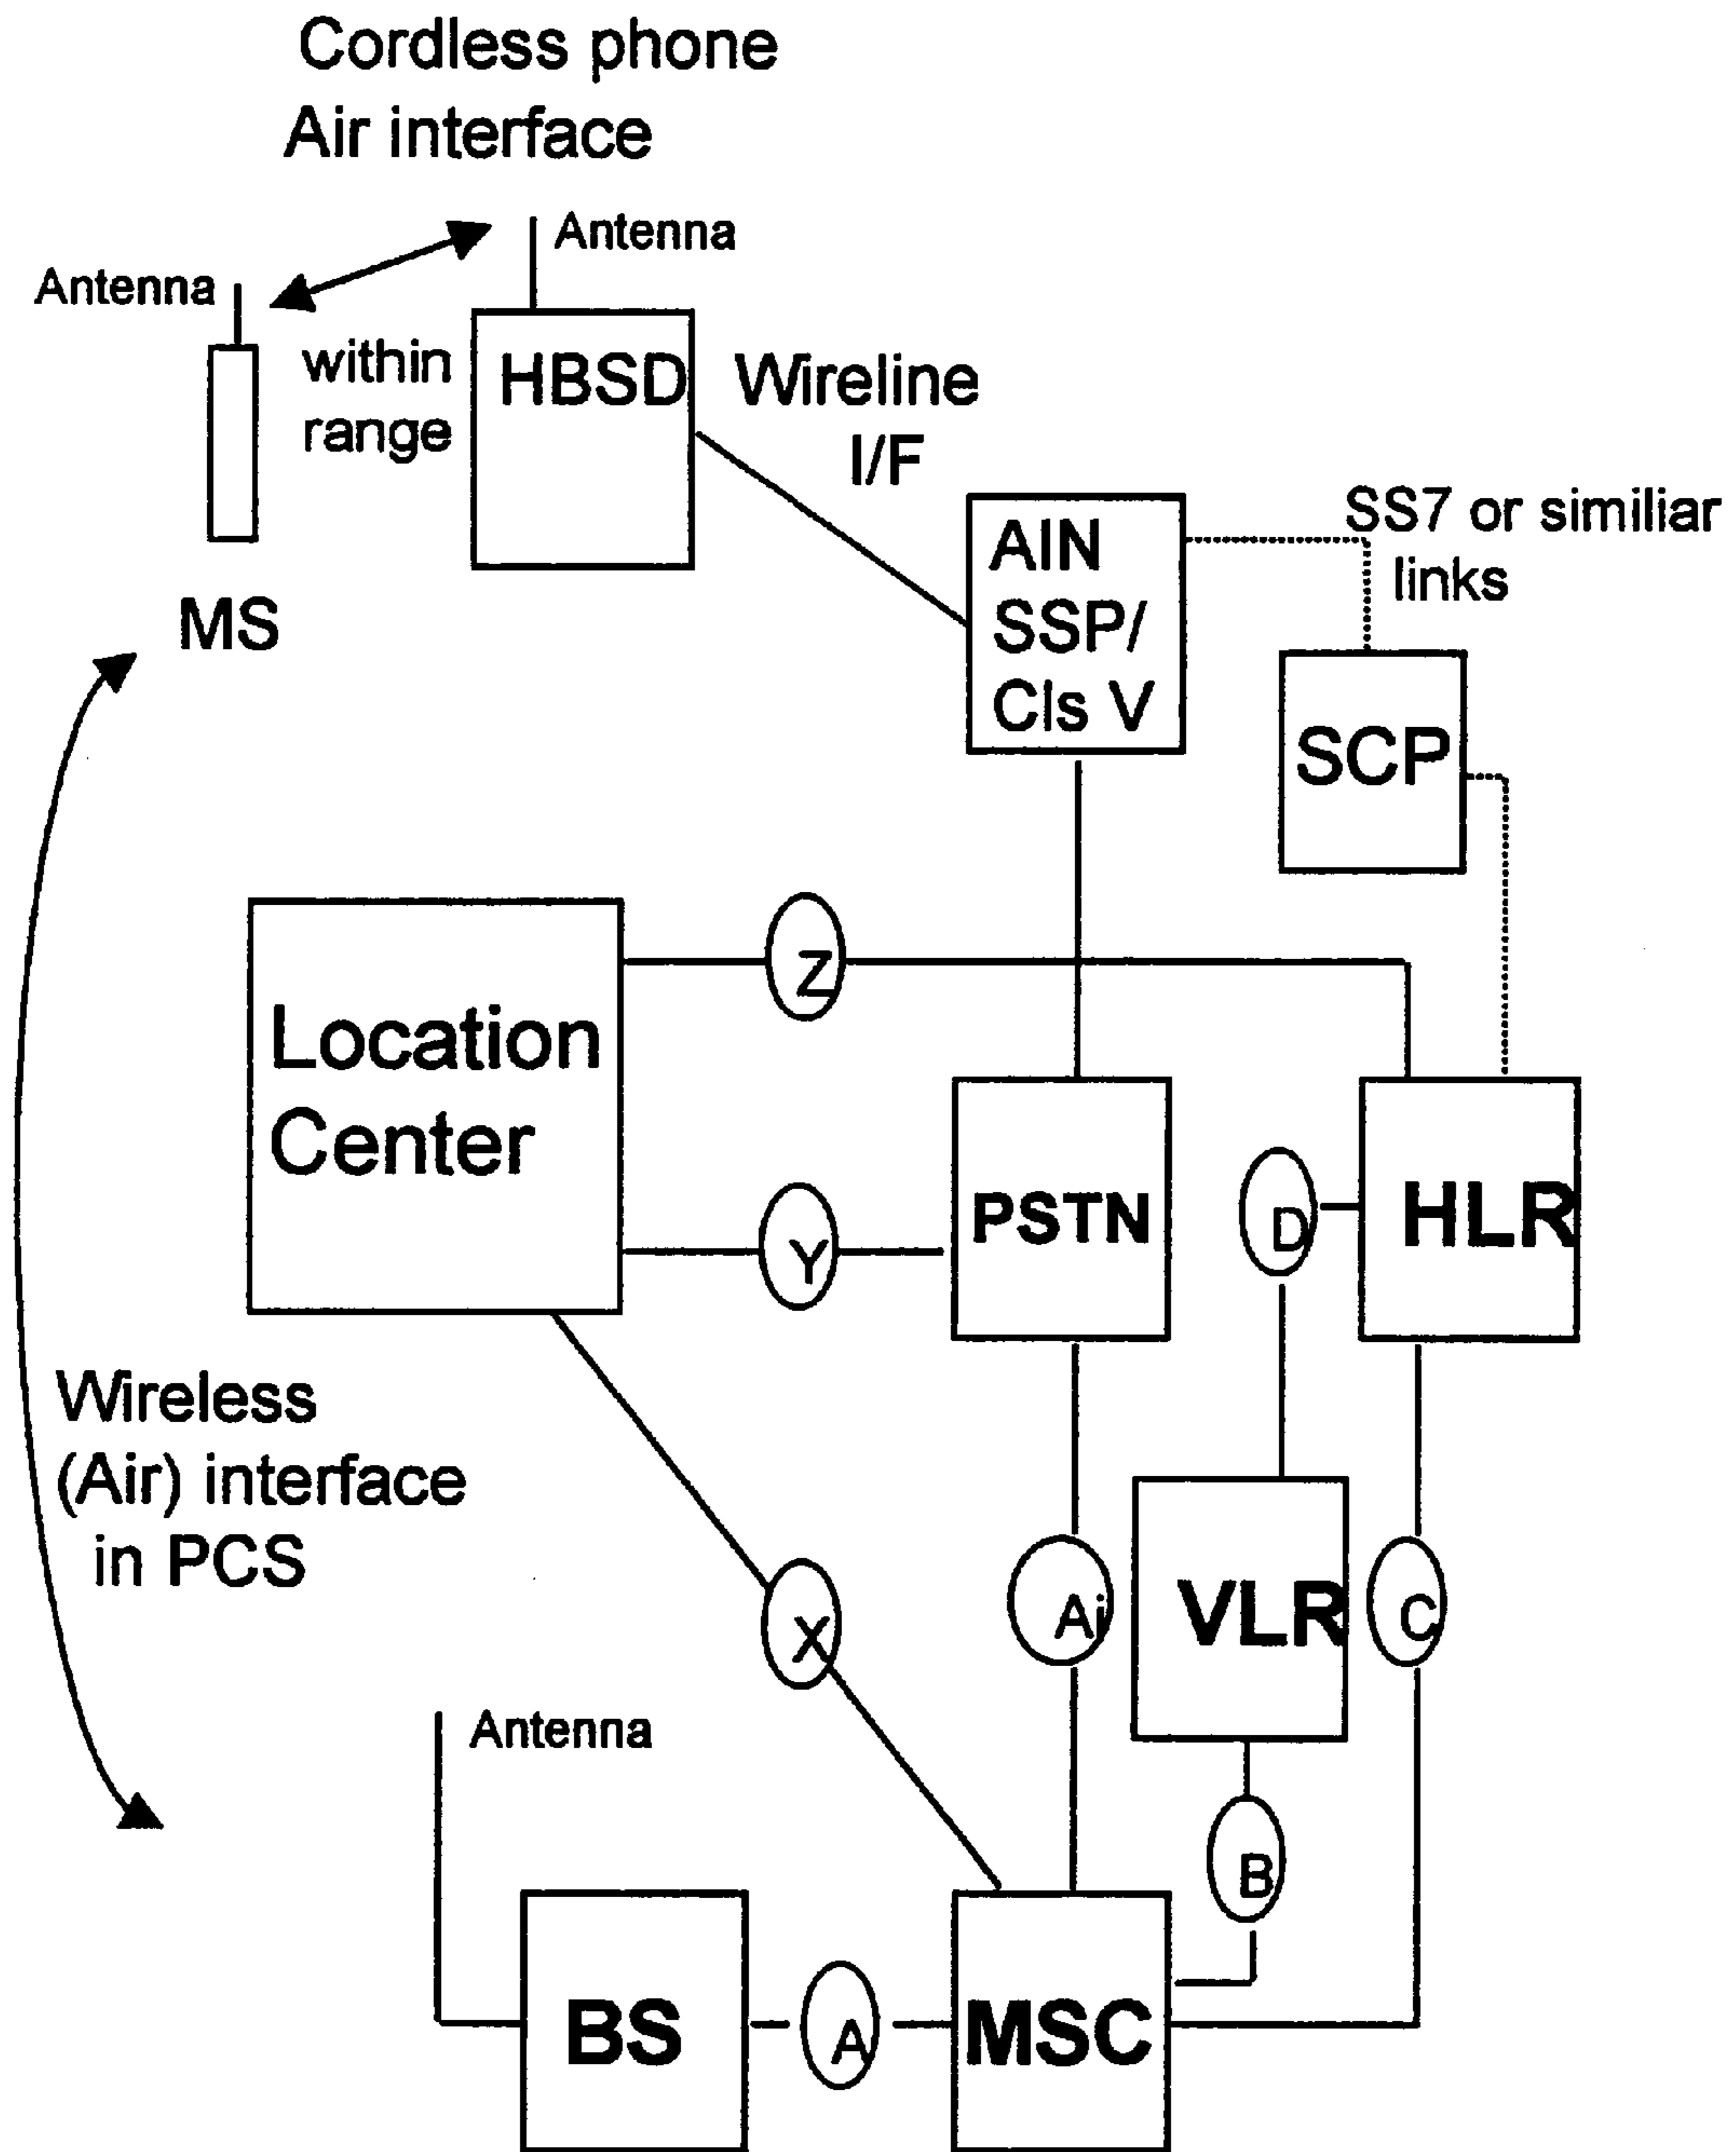 Cordless phone
Air interface
Antenna
Antenna
within
range
HBSD
Wireline
I/F
MS
AIN
SSP/
Cls V
SS7 or similiar
links
SCP
Z
Location
Center
Y
PSTN
D
HLR
Wireless
(Air) interface
in PCS
X
Ai
VLR
C
Antenna
B
BS
A
MSC